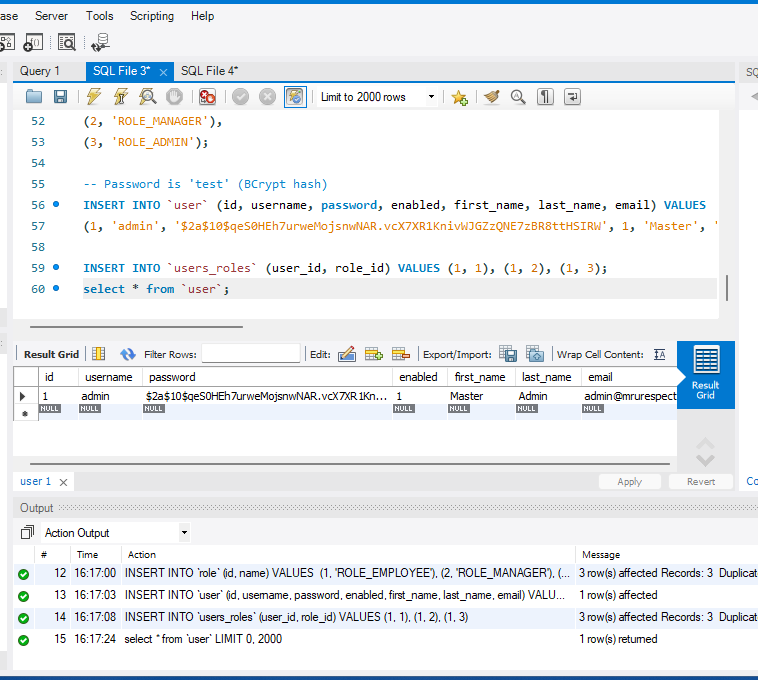 ase Server Tools Scripting Help
Query 1 SQL File 3* SQL File 4* SQ
Limit to 2000 rows
52 (2, 'ROLE_MANAGER'),
53 (3, 'ROLE_ADMIN');
54
55 -- Password is 'test' (BCrypt hash)
56 INSERT INTO `user` (id, username, password, enabled, first_name, last_name, email) VALUES
57 (1, 'admin', '$2a$10$qeS0HEh7urweMojsnwNAR.vcX7XR1KnivWJGZzQNE7zBR8ttHSIRW', 1, 'Master', '
58
59 INSERT INTO `users_roles` (user_id, role_id) VALUES (1, 1), (1, 2), (1, 3);
60 select * from `user`;
Result Grid Filter Rows: Edit: Export/Import: Wrap Cell Content: IA
Result Grid
id username password enabled first_name last_name email
1 admin $2a$10$qeS0HEh7urweMojsnwNAR.vcX7XR1Kn... 1 Master Admin admin@mrurespect
NULL NULL NULL NULL NULL NULL NULL
user 1 Apply Revert Co
Output
Action Output
# Time Action Message
12 16:17:00 INSERT INTO `role` (id, name) VALUES (1, 'ROLE_EMPLOYEE'), (2, 'ROLE_MANAGER'), (... 3 row(s) affected Records: 3 Duplicat
13 16:17:03 INSERT INTO `user` (id, username, password, enabled, first_name, last_name, email) VALU... 1 row(s) affected
14 16:17:08 INSERT INTO `users_roles` (user_id, role_id) VALUES (1, 1), (1, 2), (1, 3) 3 row(s) affected Records: 3 Duplicat
15 16:17:24 select * from `user` LIMIT 0, 2000 1 row(s) returned